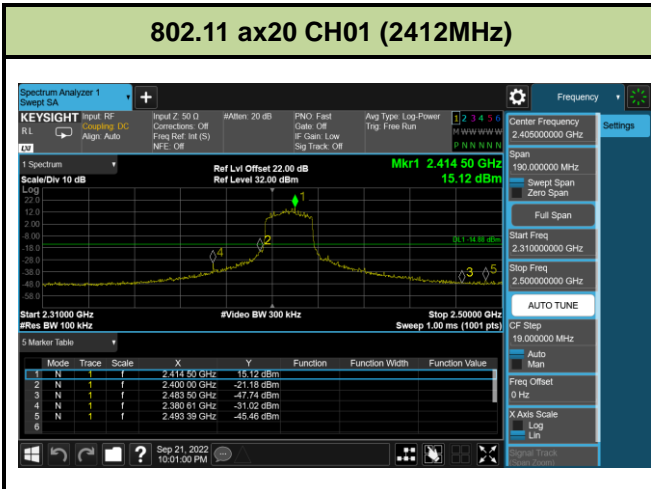 802.11 ax20 CH01 (2412MHz)
Spectrum Analyzer 1
Swept SA
+
Frequency
KEYSIGHT
RL
LXI
Input: RF
Coupling: DC
Align: Auto
Input Z: 50 Ω
Corrections: Off
Freq Ref: Int (S)
NFE: Off
#Atten: 20 dB
PNO: Fast
Gate: Off
IF Gain: Low
Sig Track: Off
Avg Type: Log-Power
Trig: Free Run
1 2 3 4 5 6
M W W W W W
P N N N N N
Center Frequency
2.405000000 GHz
Settings
1 Spectrum
Scale/Div 10 dB
Ref Lvl Offset 22.00 dB
Ref Level 32.00 dBm
Mkr1 2.414 50 GHz
15.12 dBm
Span
190.000000 MHz
Swept Span
Zero Span
Full Span
Start Freq
2.310000000 GHz
Stop Freq
2.500000000 GHz
AUTO TUNE
CF Step
19.000000 MHz
Auto
Man
Freq Offset
0 Hz
X Axis Scale
Log
Lin
Signal Track
(Span Zoom)
Log
22.0
12.0
2.00
-8.00
-18.0
-28.0
-38.0
-48.0
-58.0
1
2
4
3
5
DL1 -14.88 dBm
Start 2.31000 GHz
#Video BW 300 kHz
Stop 2.50000 GHz
#Res BW 100 kHz
Sweep 1.00 ms (1001 pts)
5 Marker Table
Mode Trace Scale X Y Function Function Width Function Value
1 N 1 f 2.414 50 GHz 15.12 dBm
2 N 1 f 2.400 00 GHz -21.18 dBm
3 N 1 f 2.483 50 GHz -47.74 dBm
4 N 1 f 2.380 61 GHz -31.02 dBm
5 N 1 f 2.493 39 GHz -45.46 dBm
6
?
Sep 21, 2022
10:01:00 PM